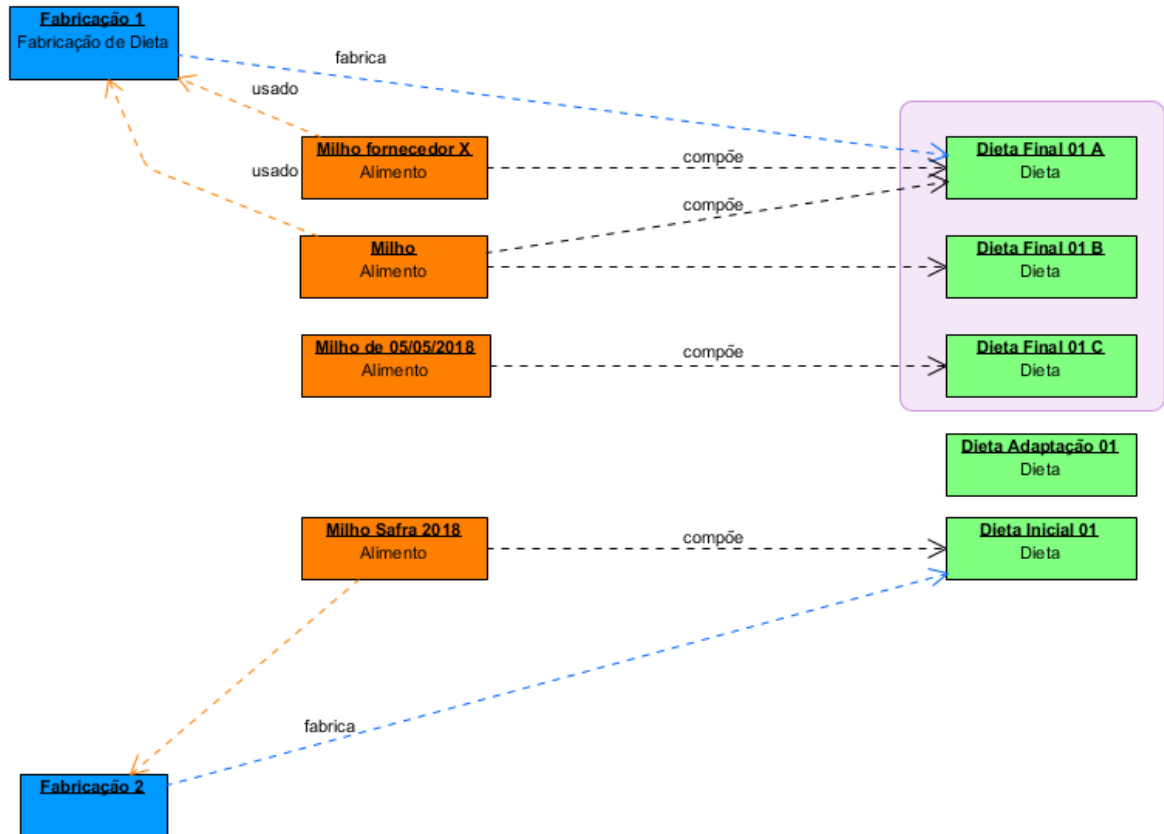 Fabricação 1
Fabricação de Dieta
fabrica
usado
Milho fornecedor X
Alimento
compõe
Dieta Final 01 A
Dieta
usado
compõe
Milho
Alimento
Dieta Final 01 B
Dieta
Milho de 05/05/2018
Alimento
compõe
Dieta Final 01 C
Dieta
Dieta Adaptação 01
Dieta
Milho Safra 2018
Alimento
compõe
Dieta Inicial 01
Dieta
fabrica
Fabricação 2